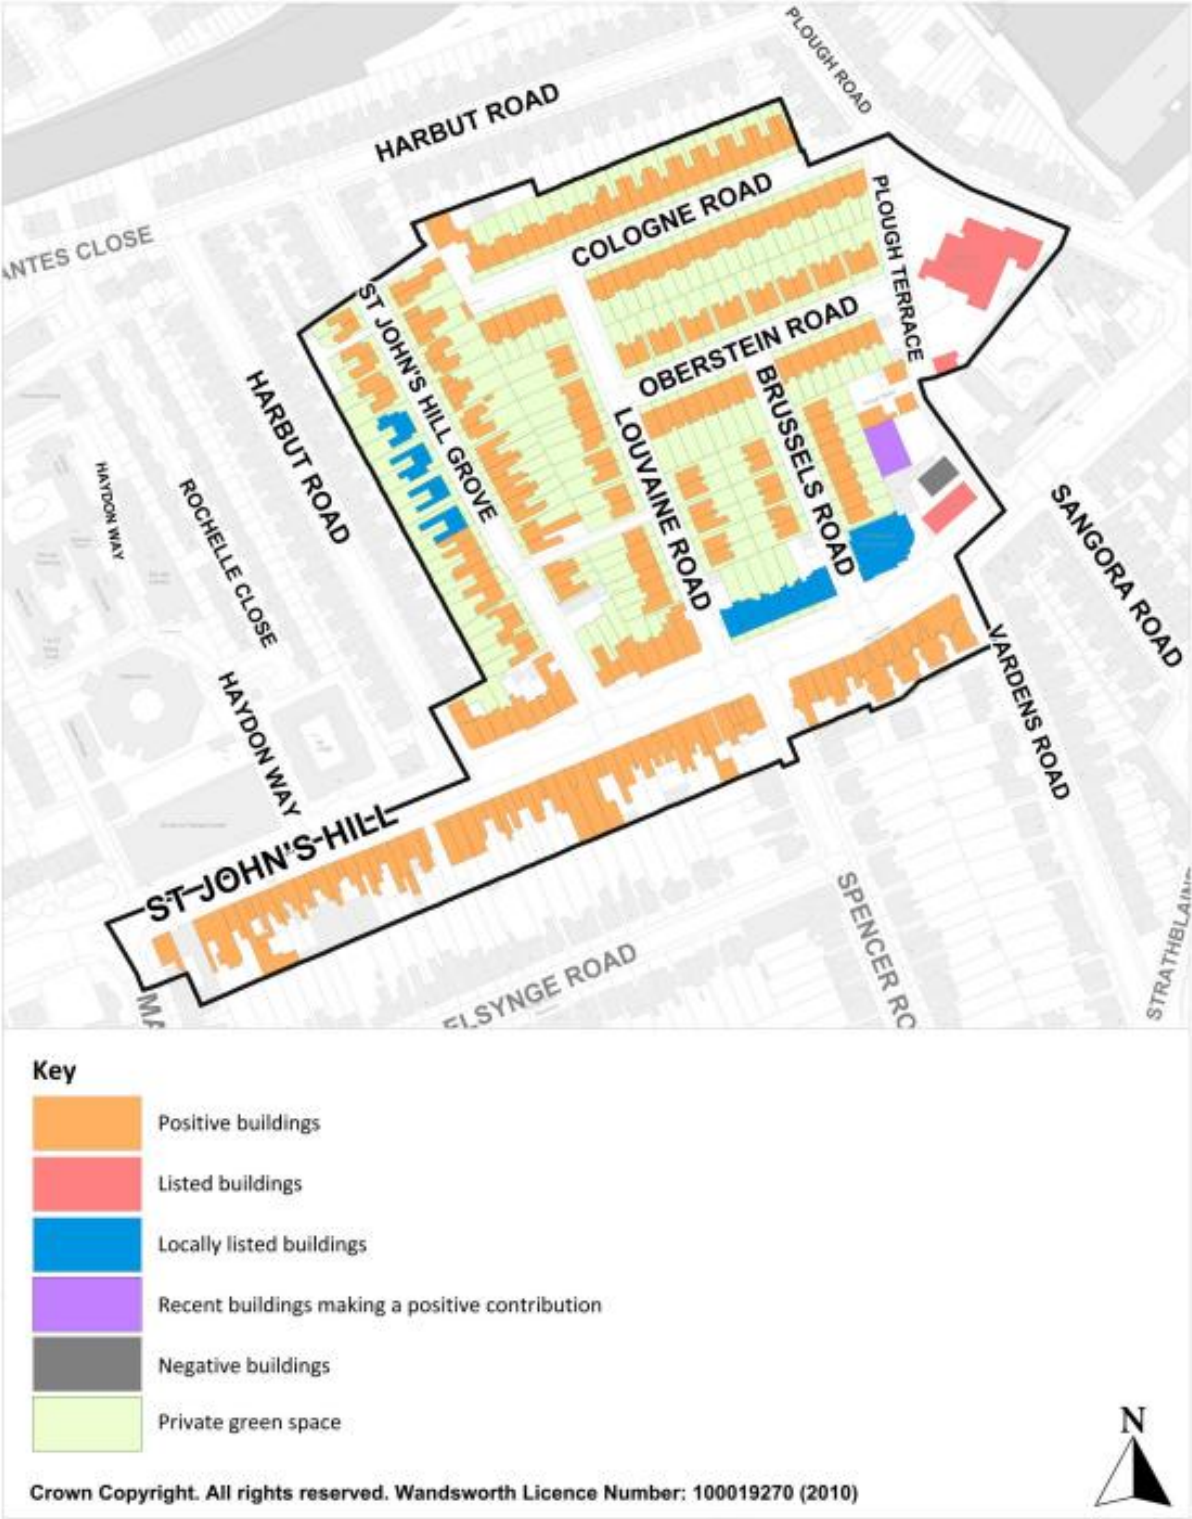 PLOUGH ROAD
HARBUT ROAD
COLOGNE ROAD
PLOUGH TERRACE
ANTES CLOSE
ST JOHN'S HILL GROVE
OBERSTEIN ROAD
BRUSSELS ROAD
HARBUT ROAD
LOUVAINE ROAD
HAYDON WAY
ROCHELLE CLOSE
SANGORA ROAD
VARDENS ROAD
HAYDON WAY
ST JOHN'S HILL
SPENCER RO
STRATHBLAINE
ELSYNGE ROAD
MA
Key
Positive buildings
Listed buildings
Locally listed buildings
Recent buildings making a positive contribution
Negative buildings
Private green space
N
Crown Copyright. All rights reserved. Wandsworth Licence Number: 100019270 (2010)